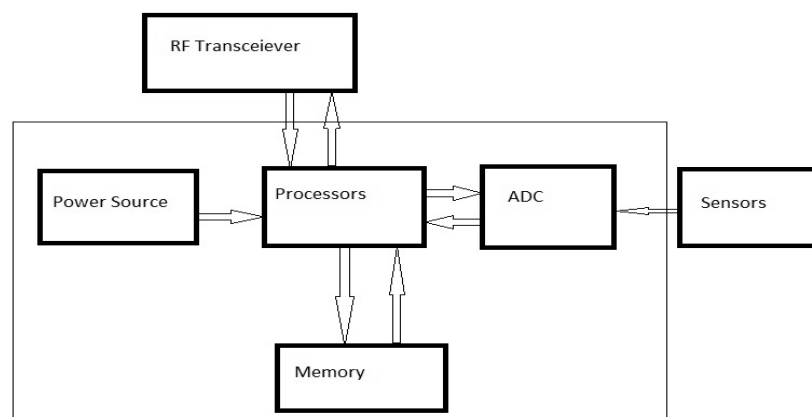 RF Transceiever
Power Source
Processors
ADC
Sensors
Memory